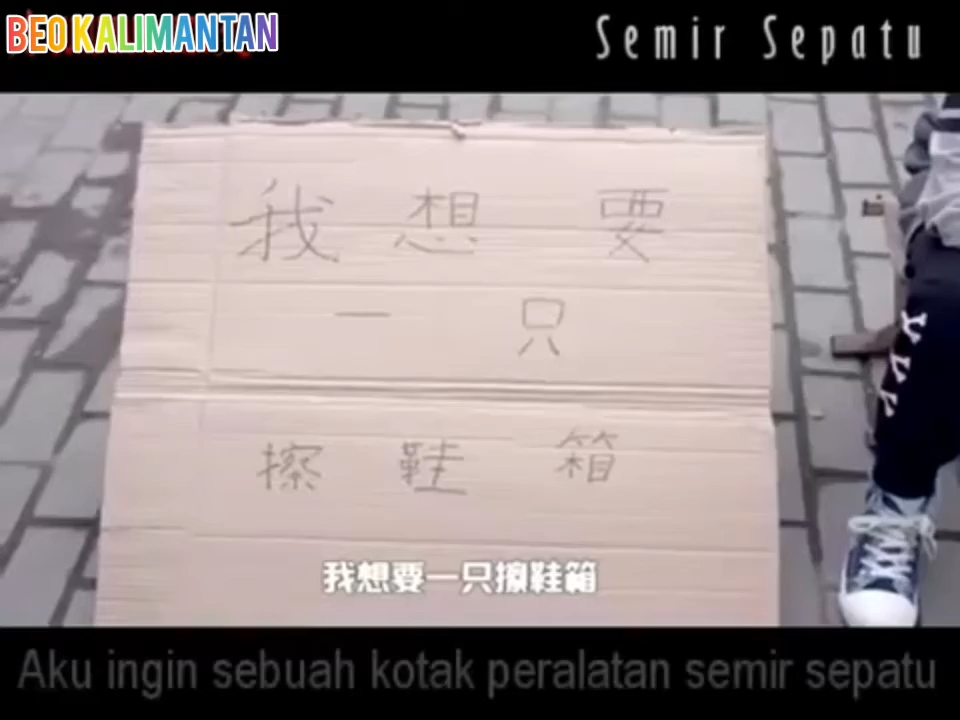 BEO KALIMANTAN
Semir Sepatu
我想要
一只
擦鞋箱
我想要一只擦鞋箱
Aku ingin sebuah kotak peralatan semir sepatu